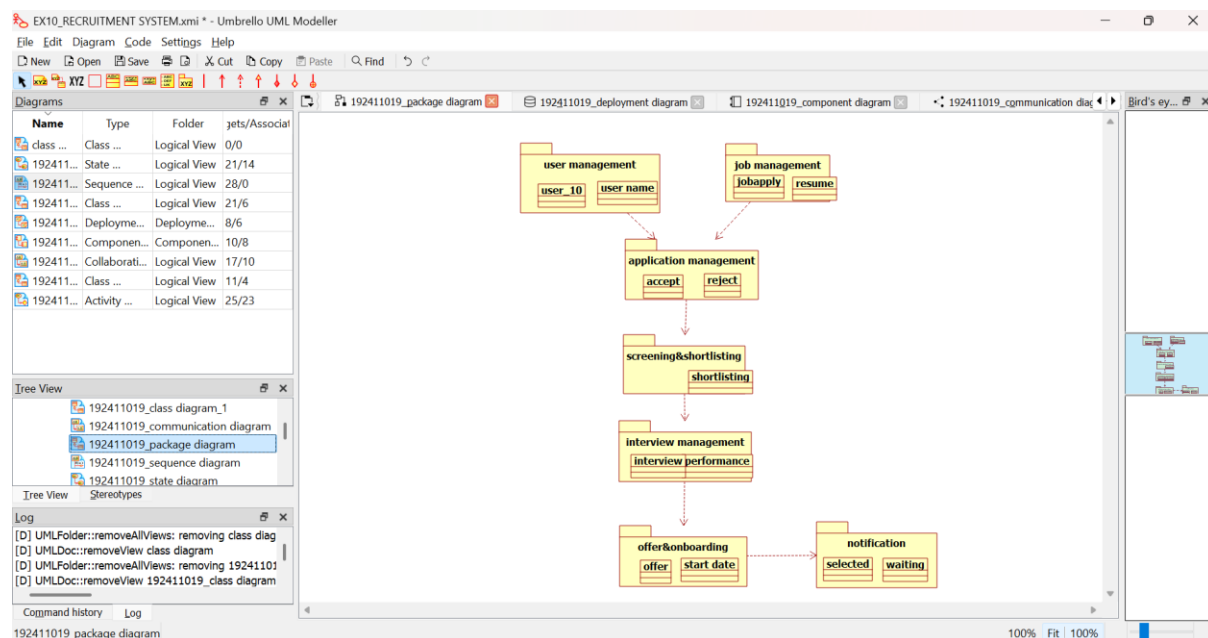 EX10_RECRUITMENT SYSTEM.xmi * - Umbrello UML Modeller
File Edit Diagram Code Settings Help
New Open Save Cut Copy Paste Find
XYZ XYZ XYZ
Diagrams
192411019_package diagram 192411019_deployment diagram 192411019_component diagram 192411019_communication diag
Bird's ey...
Name Type Folder gets/Associat
class ... Class ... Logical View 0/0
192411... State ... Logical View 21/14
192411... Sequence ... Logical View 28/0
192411... Class ... Logical View 21/6
192411... Deployme... Deployme... 8/6
192411... Componen... Componen... 10/8
192411... Collaborati... Logical View 17/10
192411... Class ... Logical View 11/4
192411... Activity ... Logical View 25/23
Tree View
192411019_class diagram_1
192411019_communication diagram
192411019_package diagram
192411019_sequence diagram
192411019_state diagram
Tree View Stereotypes
Log
[D] UMLFolder::removeAllViews: removing class diag
[D] UMLDoc::removeView class diagram
[D] UMLFolder::removeAllViews: removing 19241101
[D] UMLDoc::removeView 192411019_class diagram
Command history Log
user management
user_10 user name
job management
jobapply resume
application management
accept reject
screening&shortlisting
shortlisting
interview management
interview performance
offer&onboarding
offer start date
notification
selected waiting
192411019_package diagram
100% Fit 100%